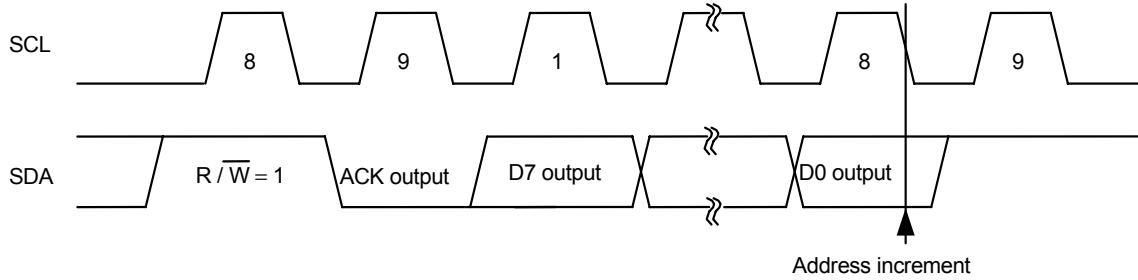 SCL
8
9
1
8
9
SDA
R / W̅ = 1
ACK output
D7 output
D0 output
Address increment